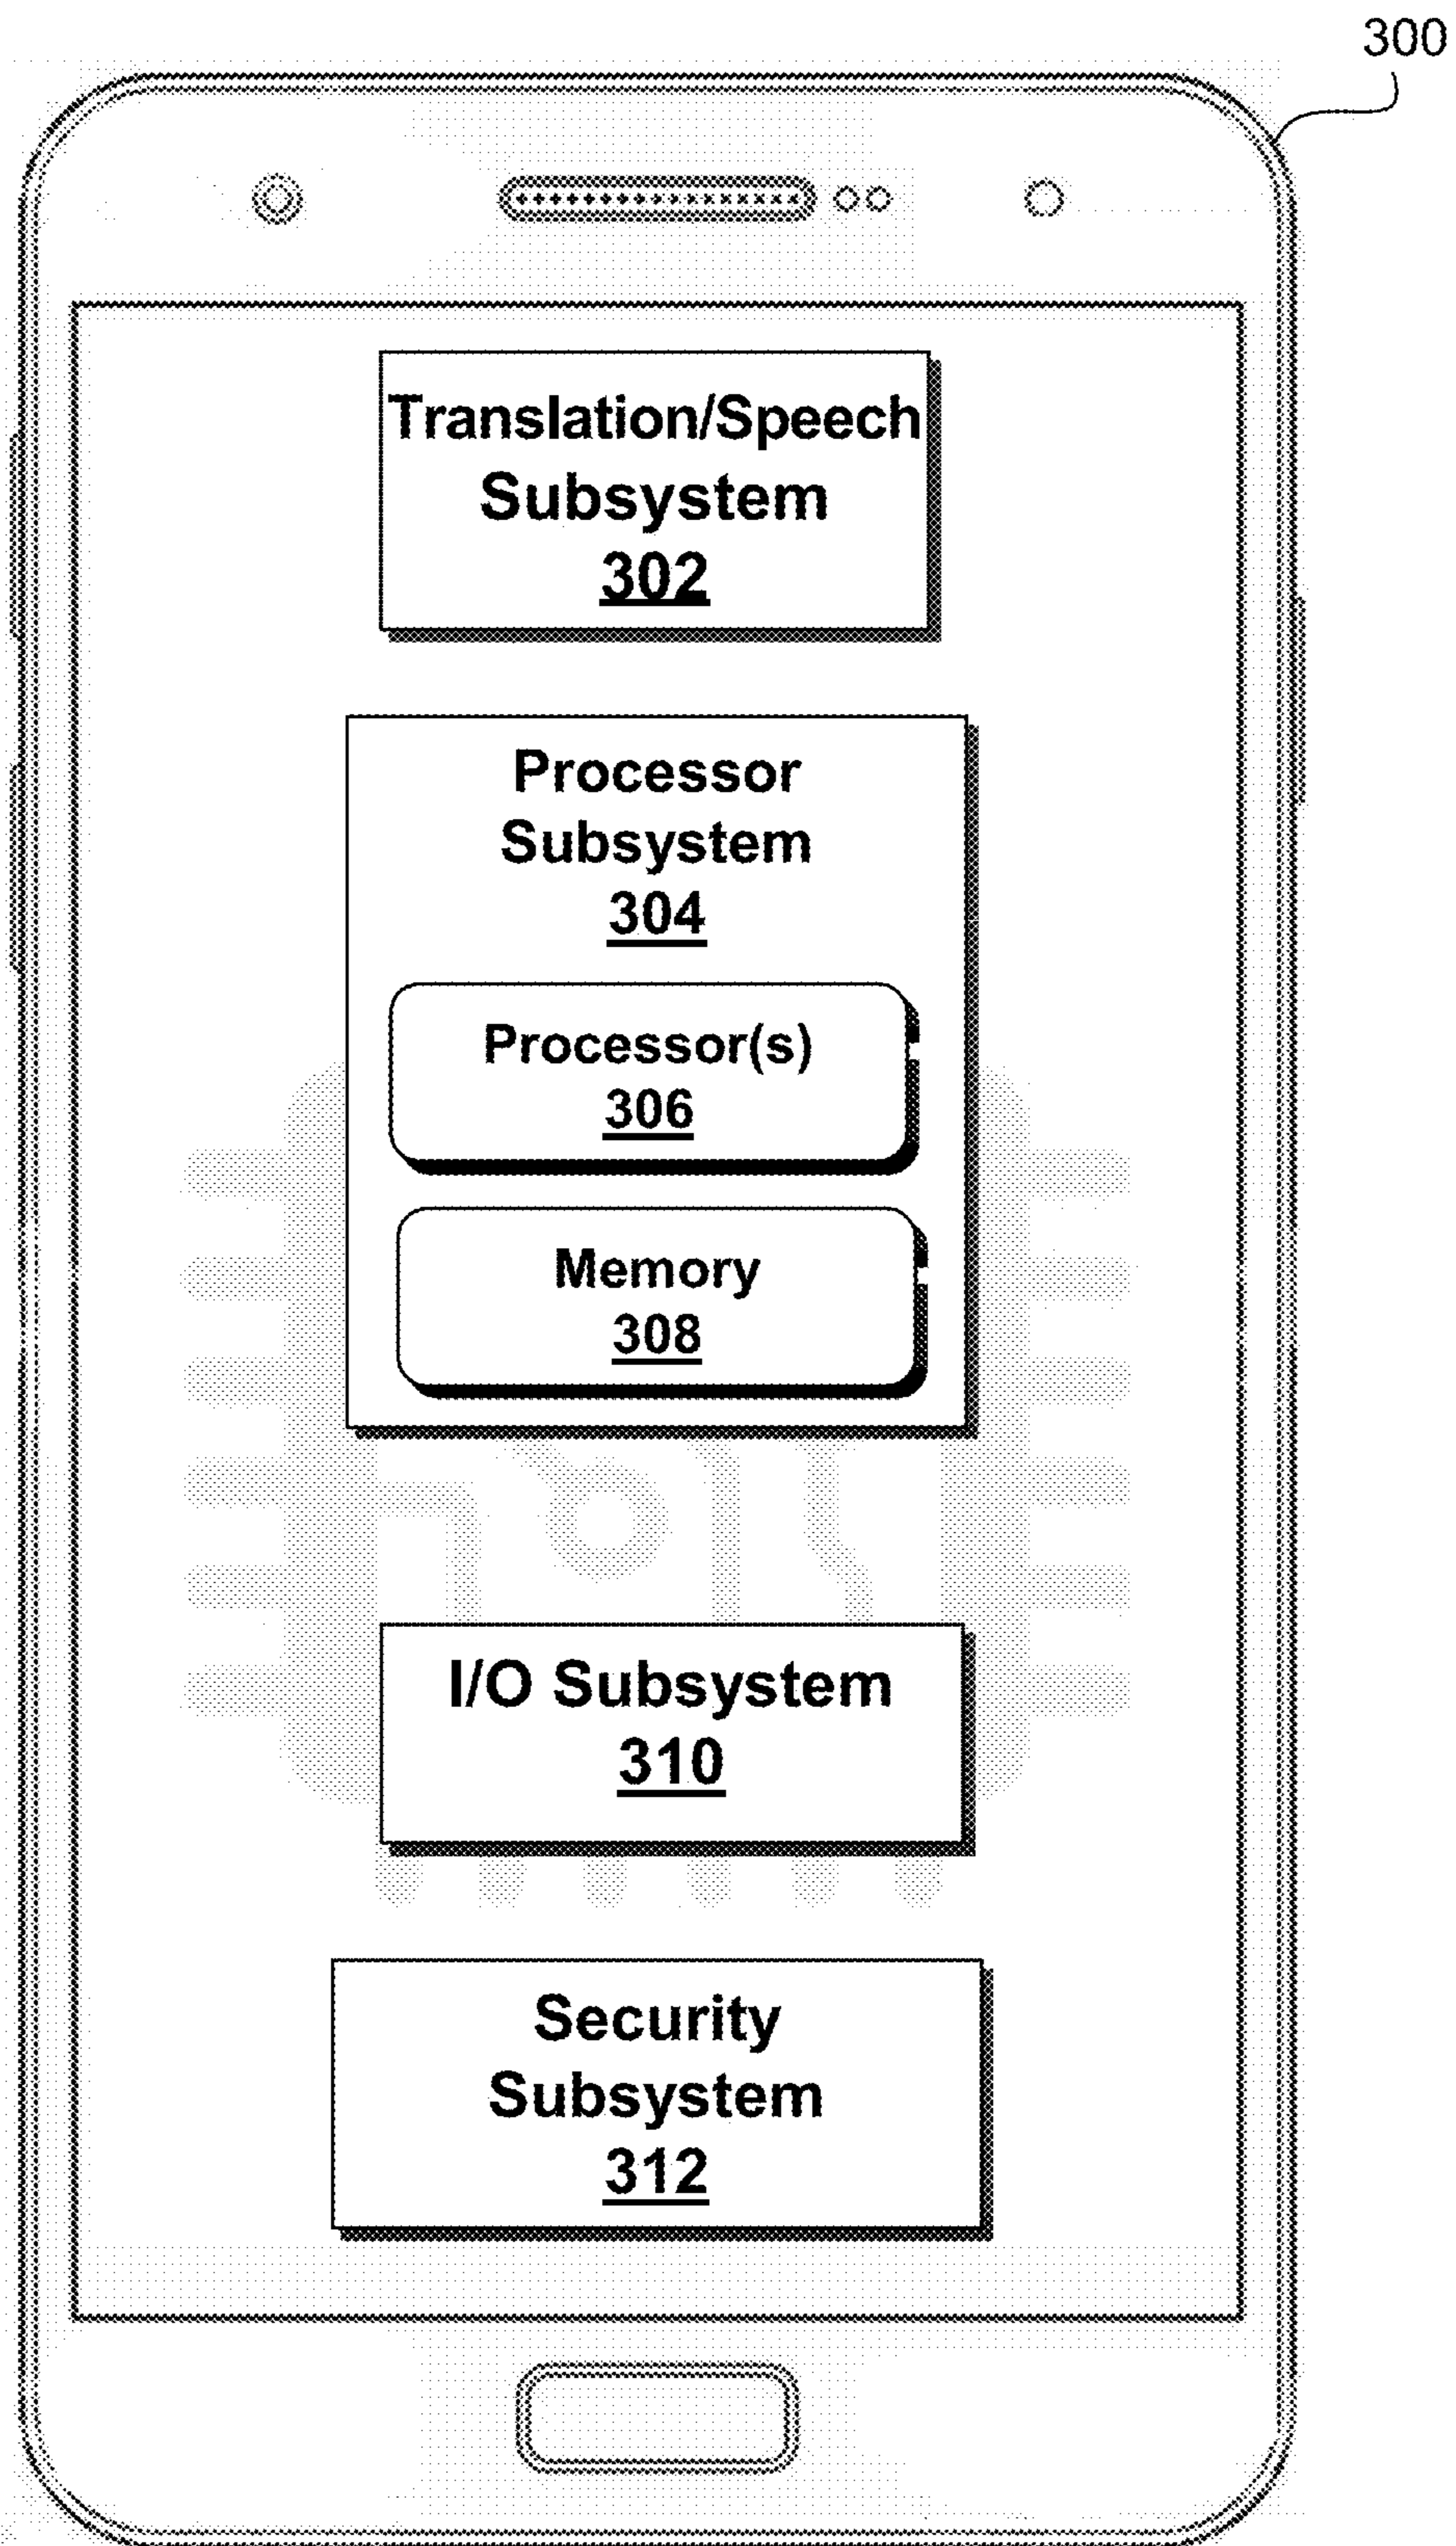 300
Translation/Speech
Subsystem
302
Processor
Subsystem
304
Processor(s)
306
Memory
308
I/O Subsystem
310
Security
Subsystem
312